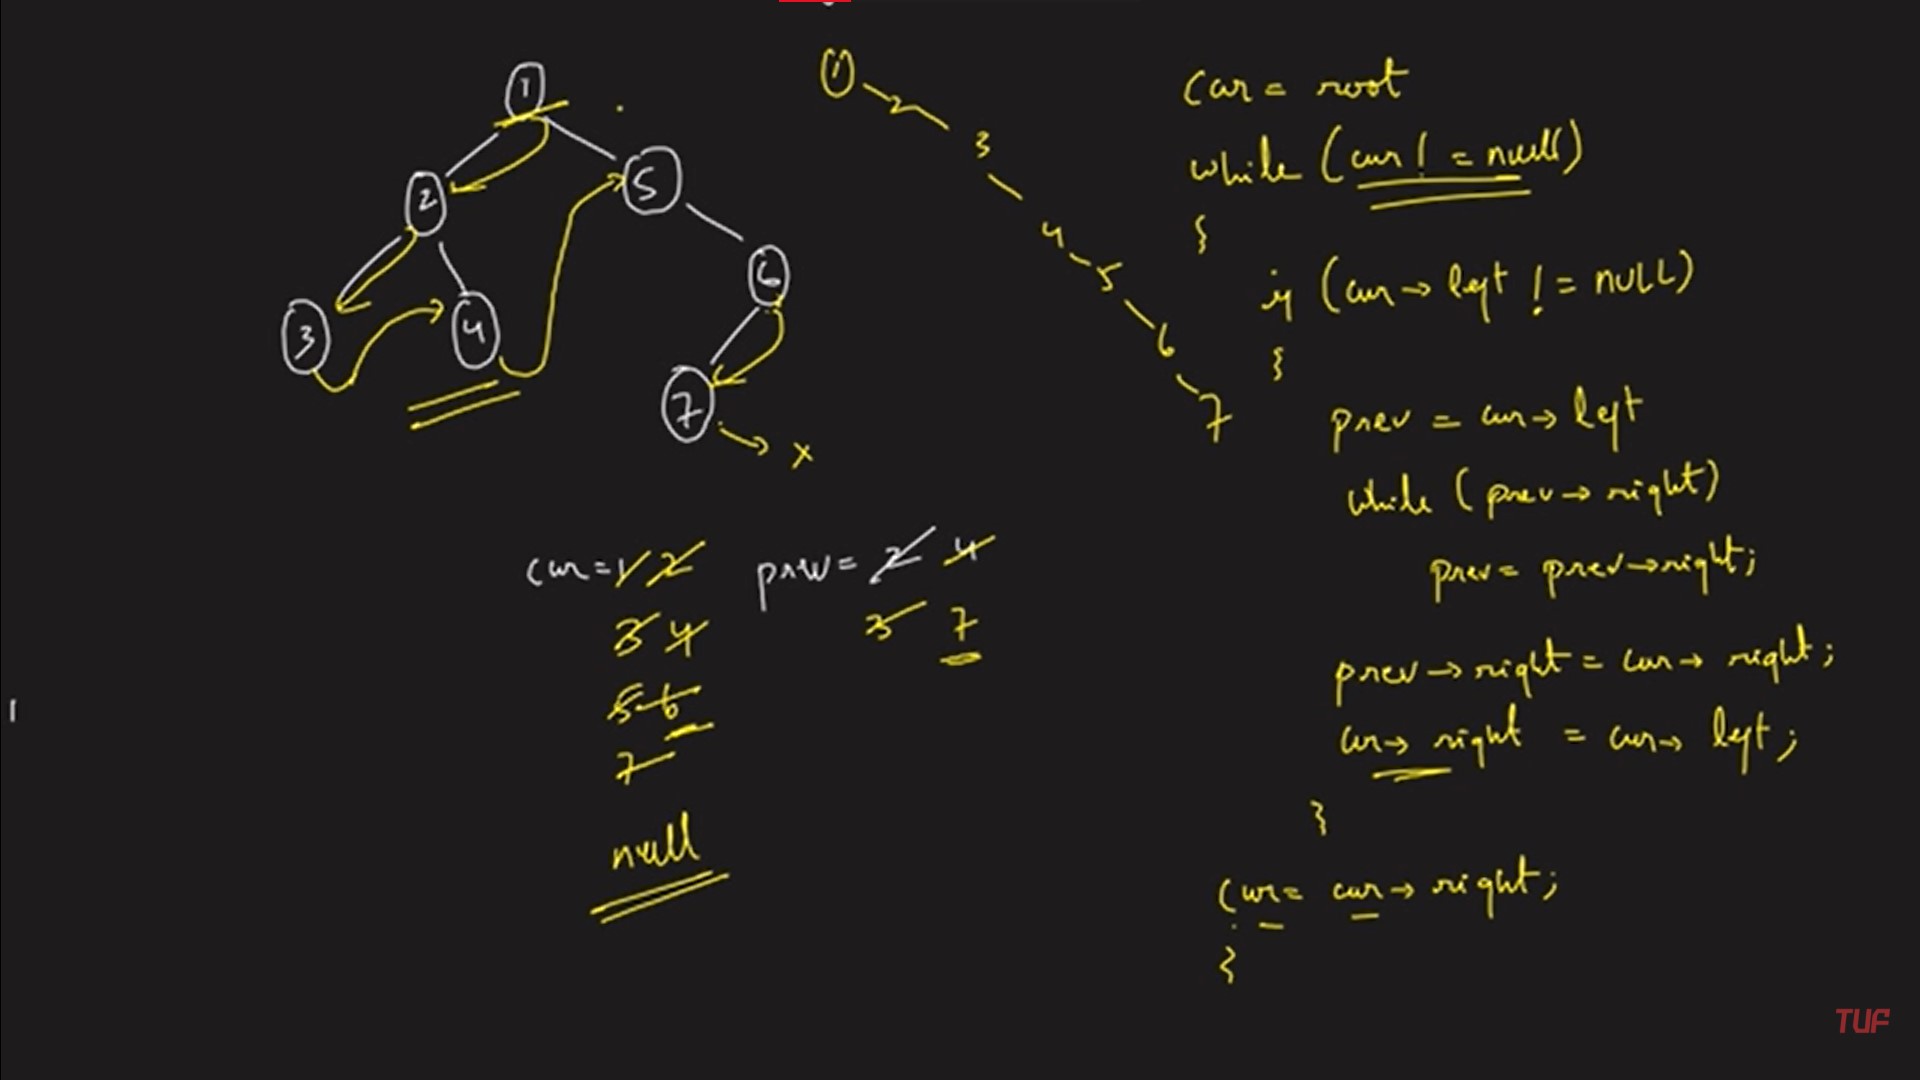 1
2
5
3
4
6
7
x
1
2
3
4
5
6
7
cur = 1 2
3 4
5 6
7
null
prev = 2 4
3 7
cur = root
while (cur != null)
{
if (cur → left != NULL)
{
prev = cur → left
while (prev → right)
prev = prev → right;
prev → right = cur → right;
cur → right = cur → left;
}
cur = cur → right;
}
TUF